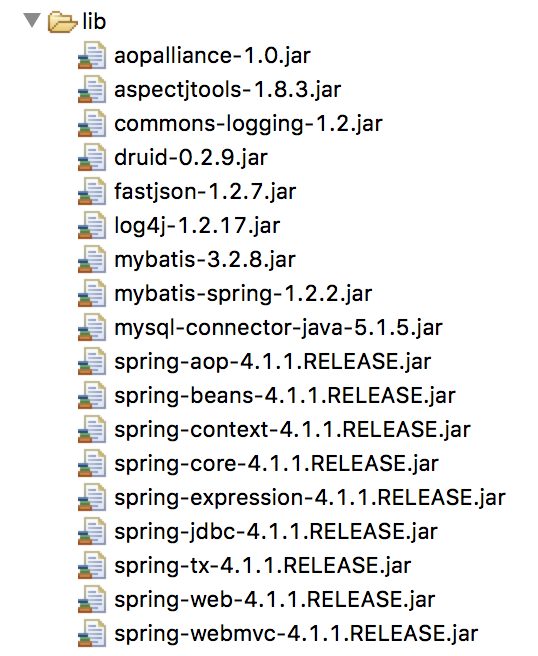 lib
aopalliance-1.0.jar
aspectjtools-1.8.3.jar
commons-logging-1.2.jar
druid-0.2.9.jar
fastjson-1.2.7.jar
log4j-1.2.17.jar
mybatis-3.2.8.jar
mybatis-spring-1.2.2.jar
mysql-connector-java-5.1.5.jar
spring-aop-4.1.1.RELEASE.jar
spring-beans-4.1.1.RELEASE.jar
spring-context-4.1.1.RELEASE.jar
spring-core-4.1.1.RELEASE.jar
spring-expression-4.1.1.RELEASE.jar
spring-jdbc-4.1.1.RELEASE.jar
spring-tx-4.1.1.RELEASE.jar
spring-web-4.1.1.RELEASE.jar
spring-webmvc-4.1.1.RELEASE.jar